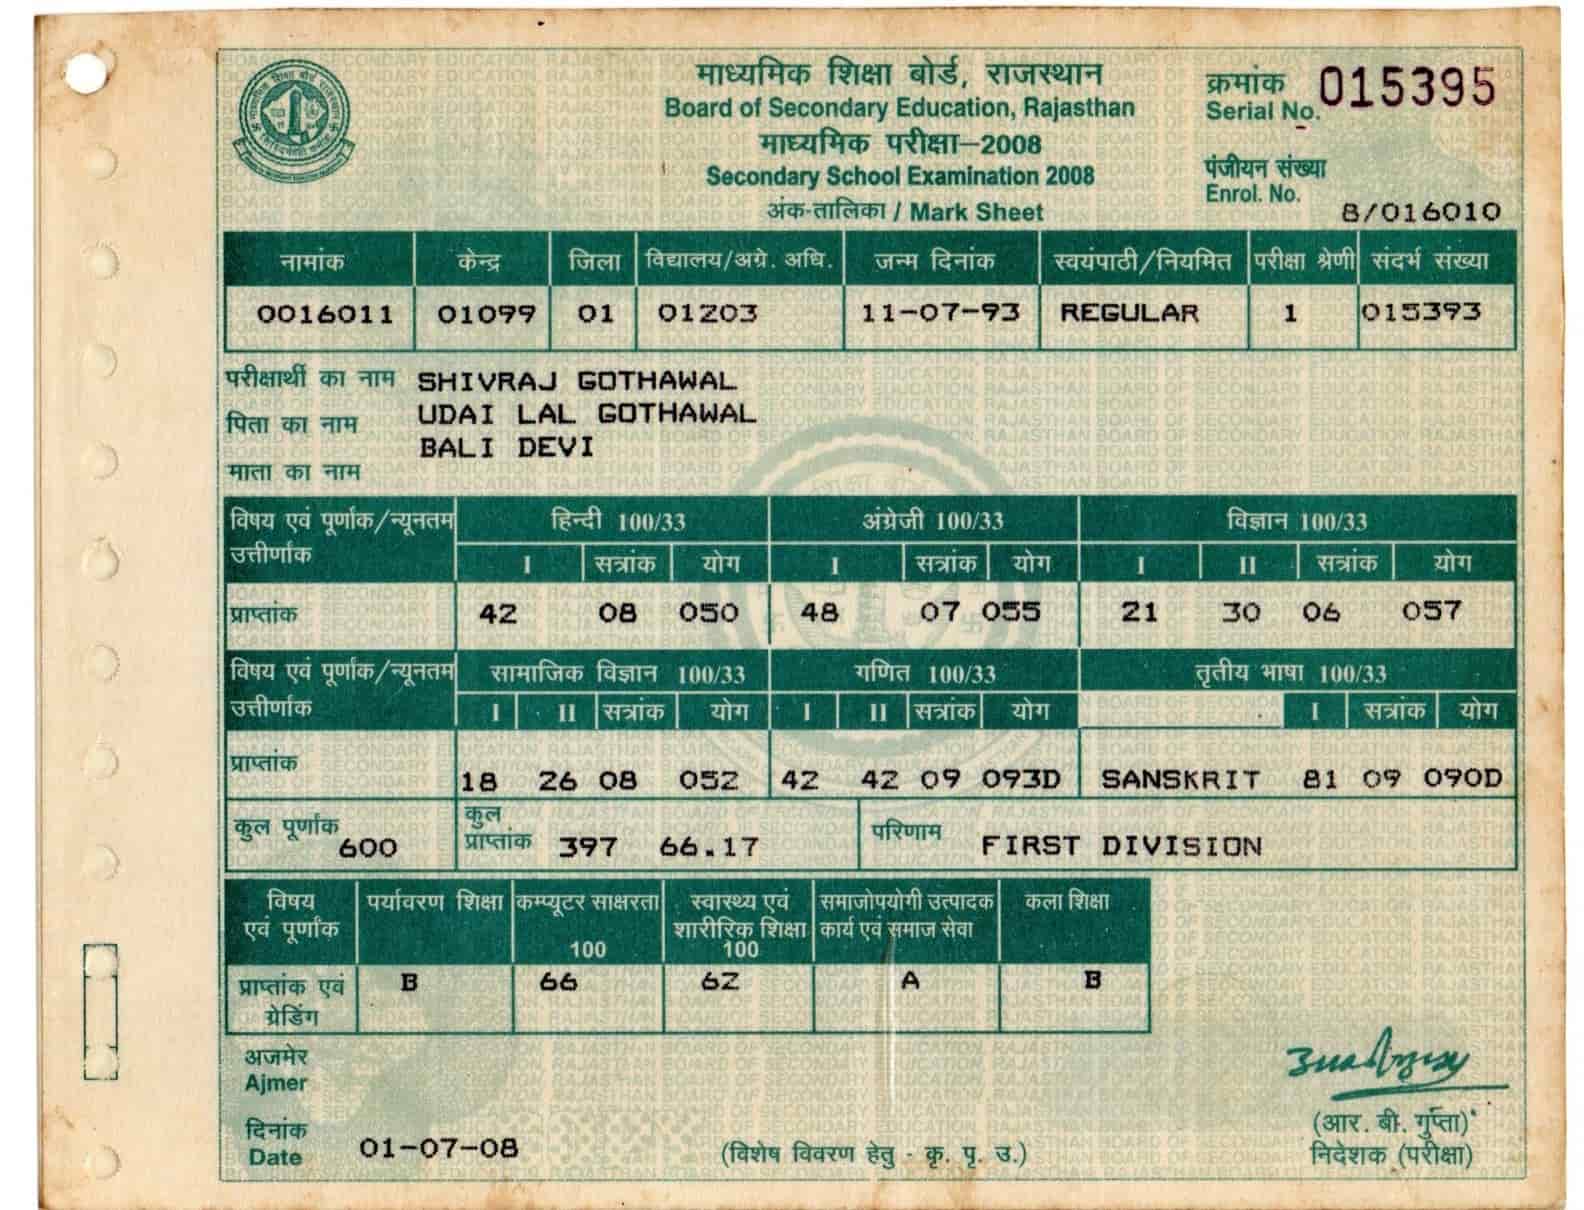 माध्यमिक शिक्षा बोर्ड, राजस्थान
Board of Secondary Education, Rajasthan
माध्यमिक परीक्षा–2008
Secondary School Examination 2008
अंक-तालिका / Mark Sheet
क्रमांक
Serial No. 015395
पंजीयन संख्या
Enrol. No. 8/016010
नामांक केन्द्र जिला विद्यालय/अग्रे. अधि. जन्म दिनांक स्वयंपाठी/नियमित परीक्षा श्रेणी संदर्भ संख्या
0016011 01099 01 01203 11-07-93 REGULAR 1 015393
परीक्षार्थी का नाम SHIVRAJ GOTHAWAL
पिता का नाम UDAI LAL GOTHAWAL
माता का नाम BALI DEVI
विषय एवं पूर्णांक/न्यूनतम उत्तीर्णांक हिन्दी 100/33 अंग्रेजी 100/33 विज्ञान 100/33
I सत्रांक योग I सत्रांक योग I II सत्रांक योग
प्राप्तांक 42 08 050 48 07 055 21 30 06 057
विषय एवं पूर्णांक/न्यूनतम उत्तीर्णांक सामाजिक विज्ञान 100/33 गणित 100/33 तृतीय भाषा 100/33
I II सत्रांक योग I II सत्रांक योग I सत्रांक योग
प्राप्तांक 18 26 08 052 42 42 09 093D SANSKRIT 81 09 090D
कुल पूर्णांक 600 कुल प्राप्तांक 397 66.17 परिणाम FIRST DIVISION
विषय एवं पूर्णांक पर्यावरण शिक्षा कम्प्यूटर साक्षरता 100 स्वास्थ्य एवं शारीरिक शिक्षा 100 समाजोपयोगी उत्पादक कार्य एवं समाज सेवा कला शिक्षा
प्राप्तांक एवं ग्रेडिंग B 66 62 A B
अजमेर
Ajmer
दिनांक
Date 01-07-08
(विशेष विवरण हेतु - कृ. पृ. उ.)
(आर. बी. गुप्ता)
निदेशक (परीक्षा)